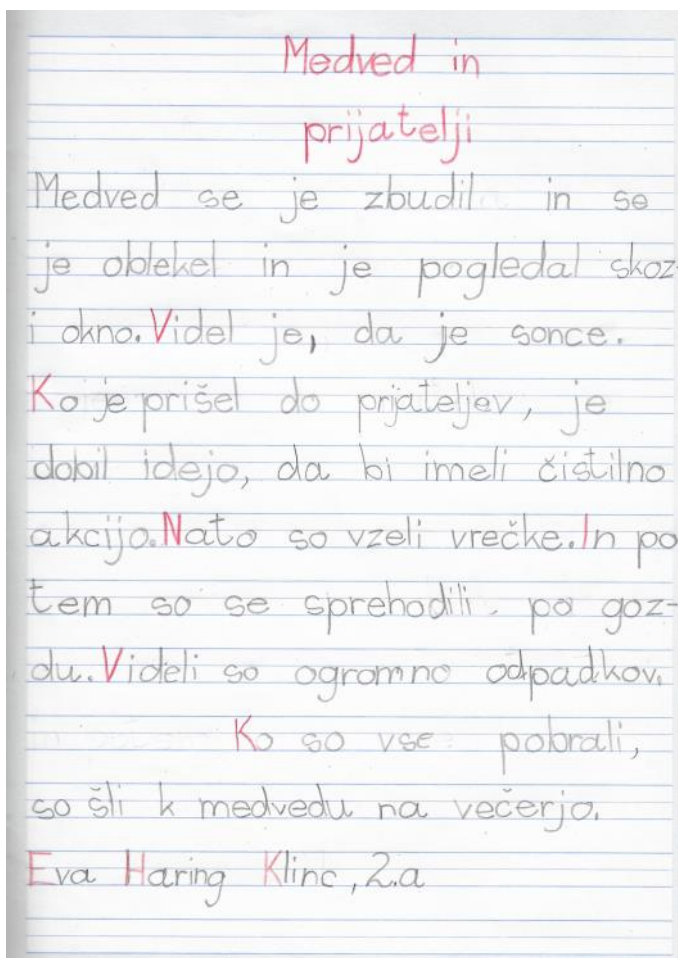 Medved in
prijatelji
Medved se je zbudil in se
je oblekel in je pogledal skoz-
i okno. Videl je, da je sonce.
Ko je prišel do prjateljev, je
dobil idejo, da bi imeli čistilno
akcijo. Nato so vzeli vrečke. In po
tem so se sprehodili po goz-
du. Videli so ogromno odpadkov.
Ko so vse pobrali,
so šli k medvedu na večerjo.
Eva Haring Klinc, 2.a